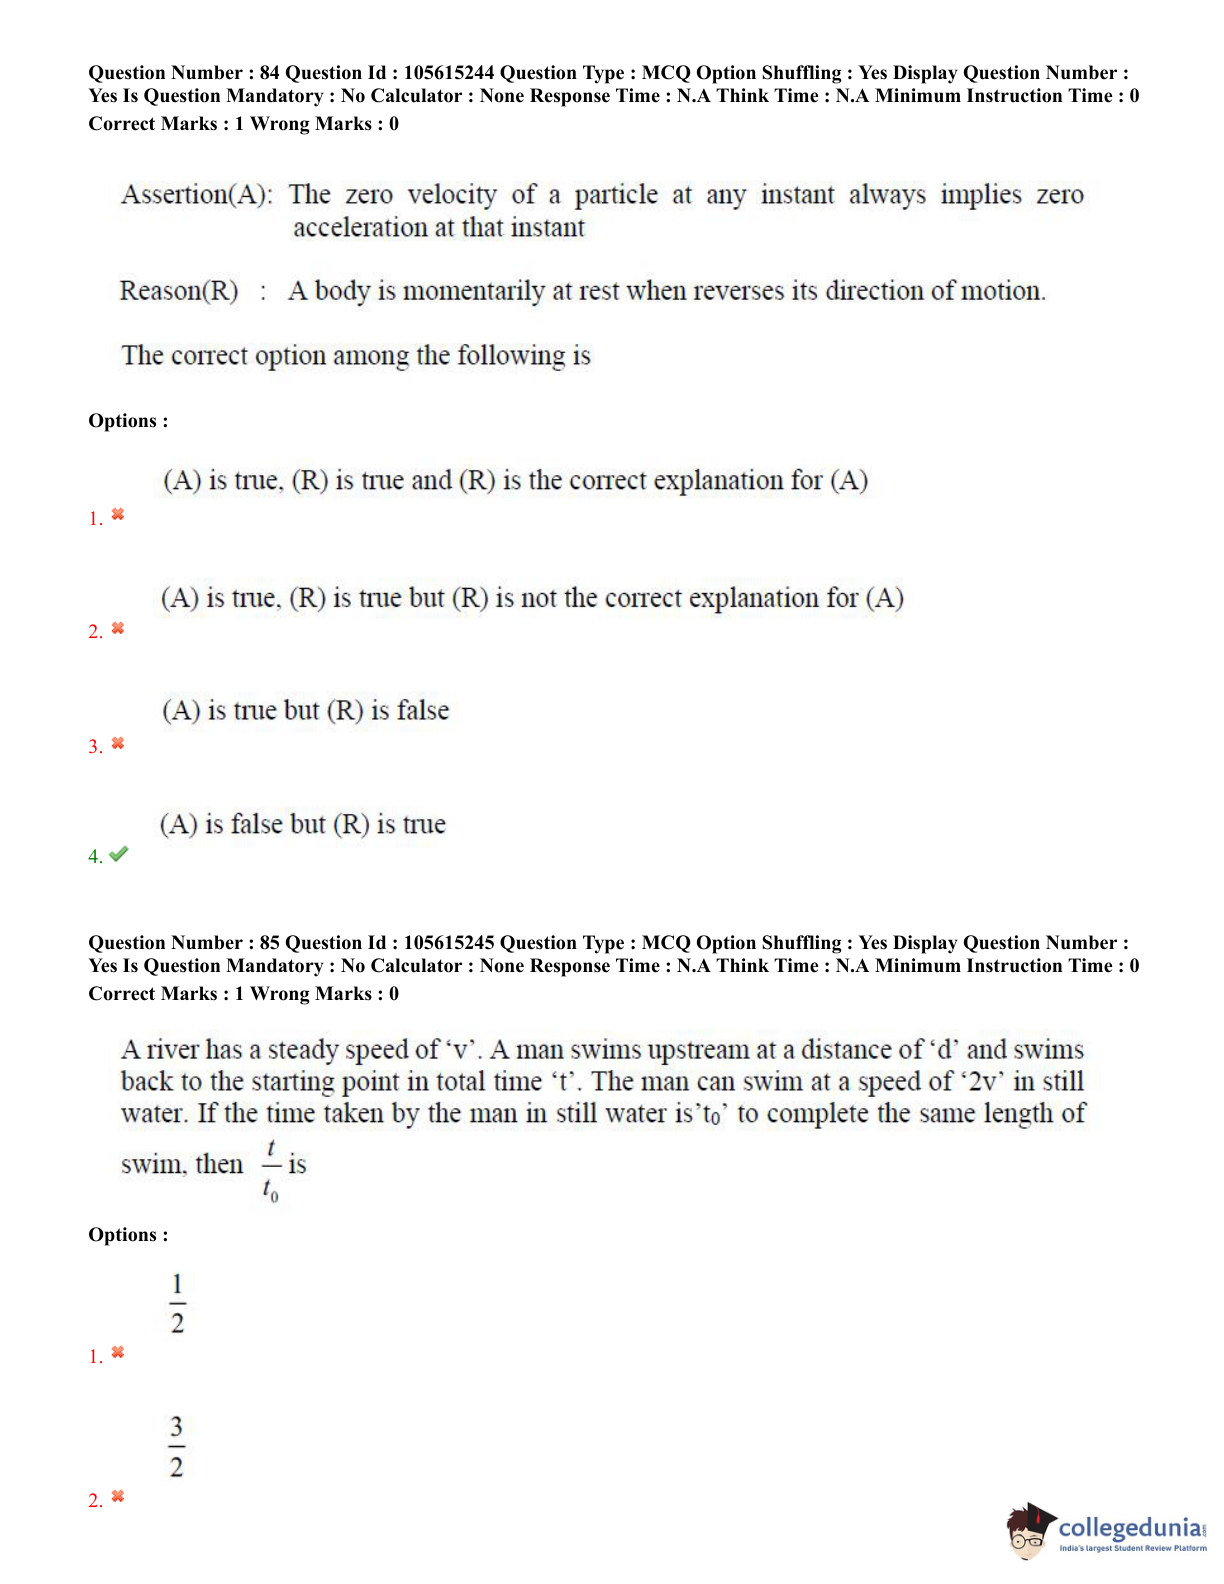 Question Number : 84 Question Id : 105615244 Question Type : MCQ Option Shuffling : Yes Display Question Number :
Yes Is Question Mandatory : No Calculator : None Response Time : N.A Think Time : N.A Minimum Instruction Time : 0
Correct Marks : 1 Wrong Marks : 0
Assertion(A): The zero velocity of a particle at any instant always implies zero
acceleration at that instant
Reason(R) : A body is momentarily at rest when reverses its direction of motion.
The correct option among the following is
Options :
(A) is true, (R) is true and (R) is the correct explanation for (A)
1.
(A) is true, (R) is true but (R) is not the correct explanation for (A)
2.
(A) is true but (R) is false
3.
(A) is false but (R) is true
4.
Question Number : 85 Question Id : 105615245 Question Type : MCQ Option Shuffling : Yes Display Question Number :
Yes Is Question Mandatory : No Calculator : None Response Time : N.A Think Time : N.A Minimum Instruction Time : 0
Correct Marks : 1 Wrong Marks : 0
A river has a steady speed of ‘v’. A man swims upstream at a distance of ‘d’ and swims
back to the starting point in total time ‘t’. The man can swim at a speed of ‘2v’ in still
water. If the time taken by the man in still water is’t₀’ to complete the same length of
swim, then t/t₀ is
Options :
1/2
1.
3/2
2.
collegedunia.com
India's largest Student Review Platform